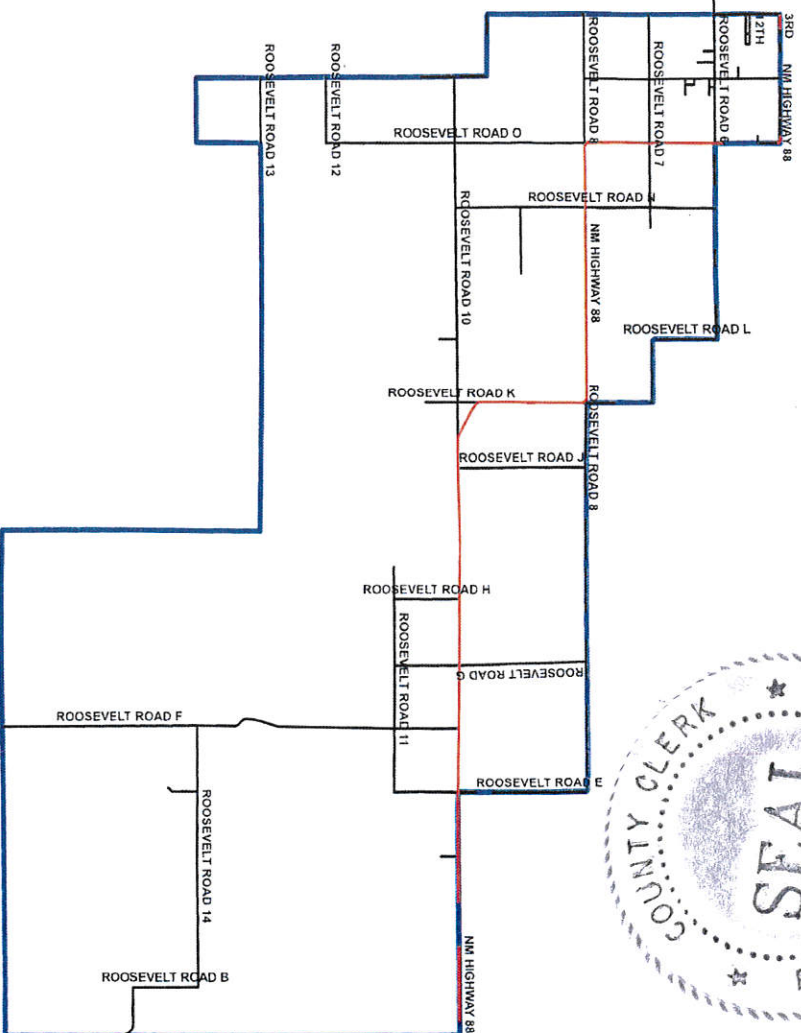 3RD
12TH
NM HIGHWAY 88
ROOSEVELT ROAD 6
ROOSEVELT ROAD 7
ROOSEVELT ROAD 8
ROOSEVELT ROAD 12
ROOSEVELT ROAD 13
ROOSEVELT ROAD O
ROOSEVELT ROAD N
ROOSEVELT ROAD 10
NM HIGHWAY 88
ROOSEVELT ROAD L
ROOSEVELT ROAD K
ROOSEVELT ROAD 8
ROOSEVELT ROAD J
ROOSEVELT ROAD H
ROOSEVELT ROAD 11
ROOSEVELT ROAD G
ROOSEVELT ROAD F
ROOSEVELT ROAD E
ROOSEVELT ROAD 14
ROOSEVELT ROAD B
NM HIGHWAY 88
COUNTY CLERK
SEAL